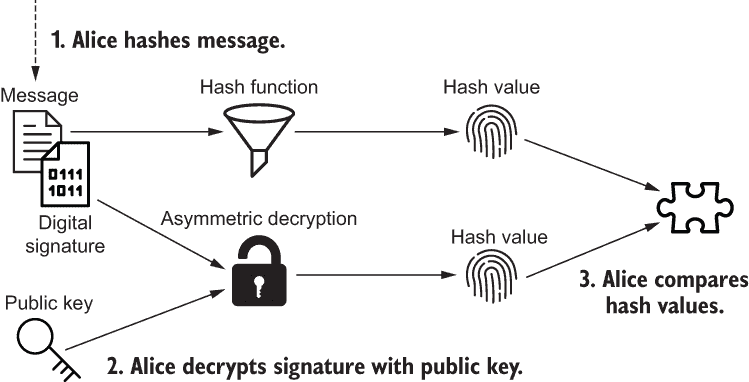 1. Alice hashes message.
Message
Hash function
Hash value
0111
1011
Digital
signature
Asymmetric decryption
Hash value
3. Alice compares
hash values.
Public key
2. Alice decrypts signature with public key.